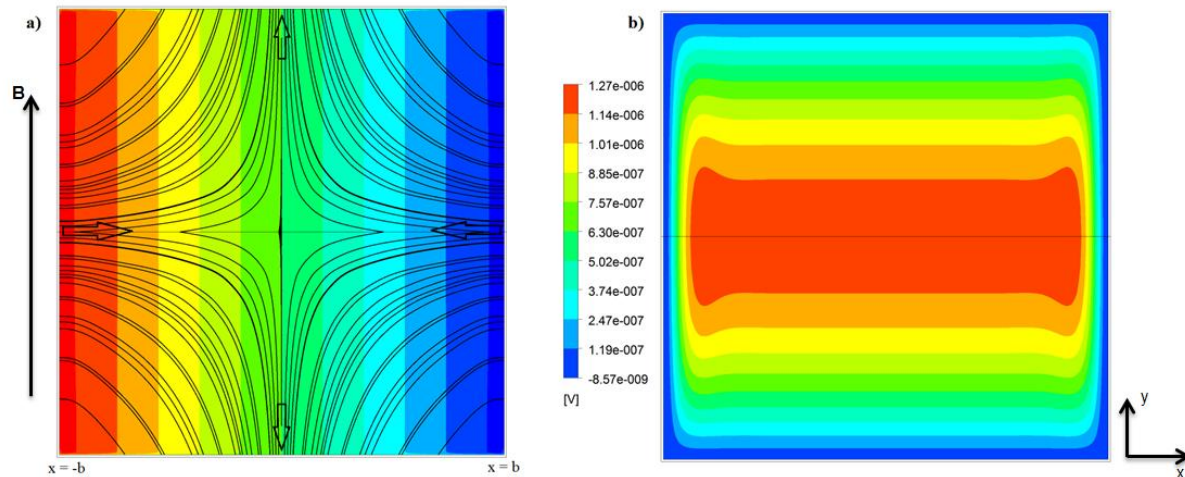 a)
B
x = -b
x = b
1.27e-006
1.14e-006
1.01e-006
8.85e-007
7.57e-007
6.30e-007
5.02e-007
3.74e-007
2.47e-007
1.19e-007
-8.57e-009
[V]
b)
y
x